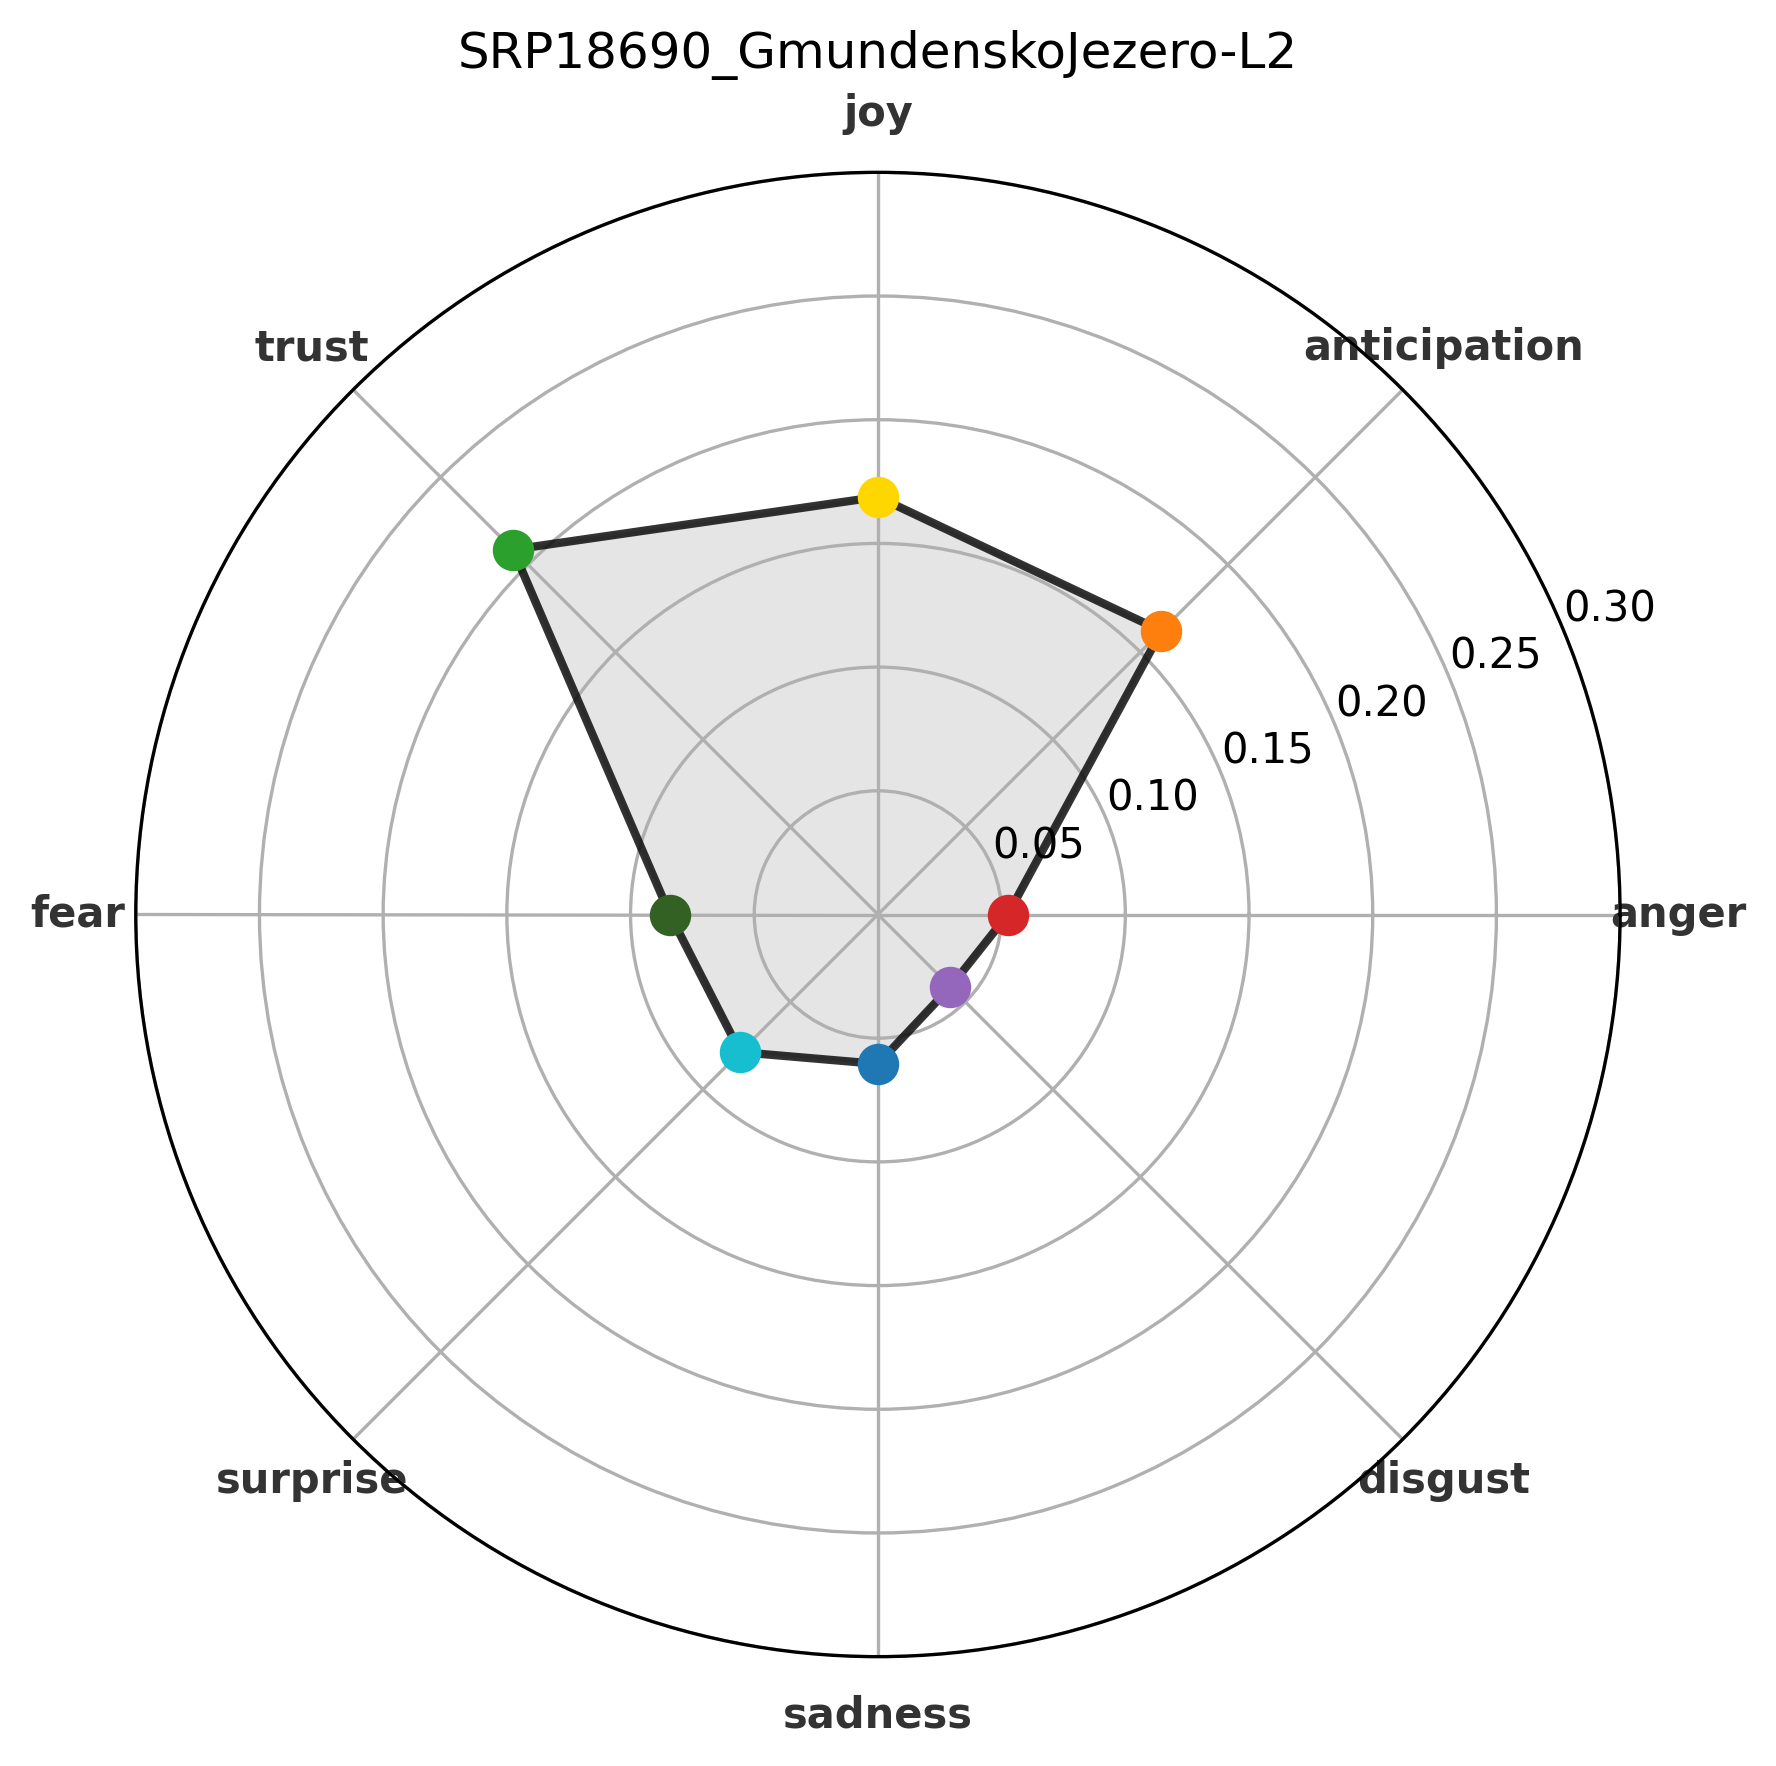 SRP18690_GmundenskoJezero-L2
joy
trust
anticipation
0.30
0.25
0.20
0.15
0.10
0.05
fear
anger
surprise
disgust
sadness